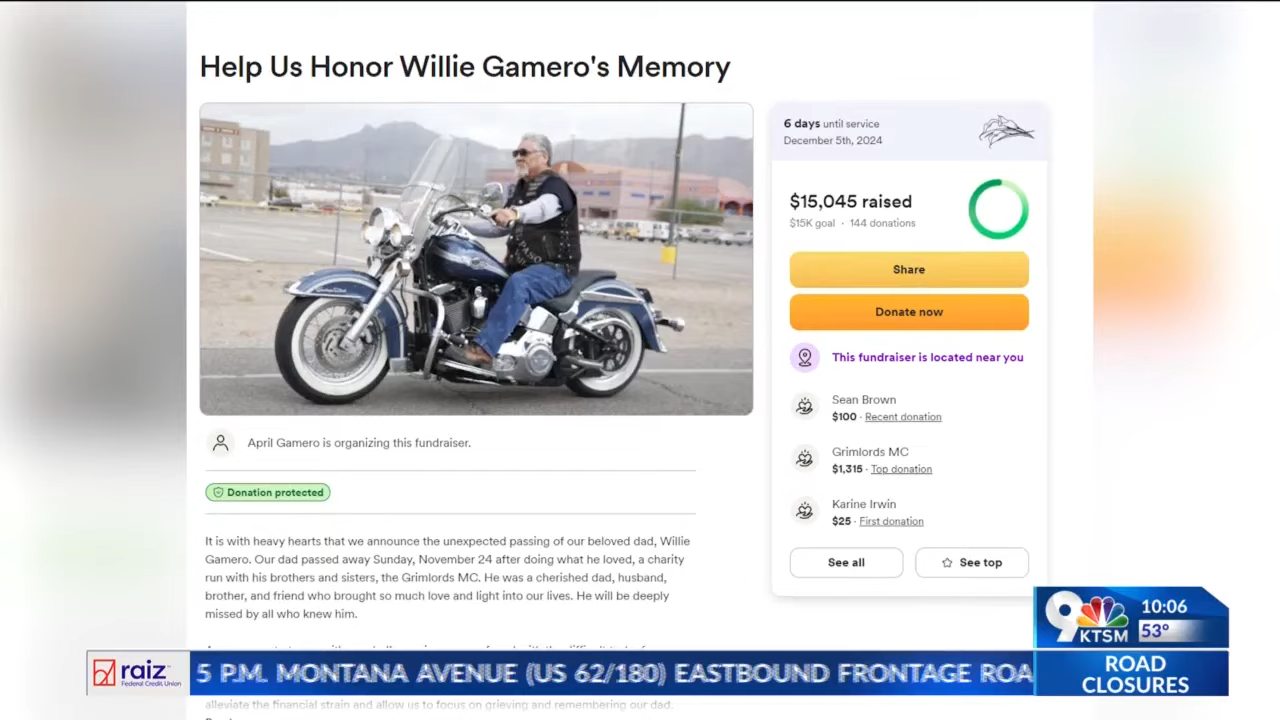 Help Us Honor Willie Gamero's Memory
PASO
6 days until service
December 5th, 2024
$15,045 raised
$15K goal · 144 donations
Share
Donate now
This fundraiser is located near you
Sean Brown
$100 · Recent donation
Grimlords MC
$1,315 · Top donation
Karine Irwin
$25 · First donation
See all
See top
April Gamero is organizing this fundraiser.
Donation protected
It is with heavy hearts that we announce the unexpected passing of our beloved dad, Willie
Gamero. Our dad passed away Sunday, November 24 after doing what he loved, a charity
run with his brothers and sisters, the Grimlords MC. He was a cherished dad, husband,
brother, and friend who brought so much love and light into our lives. He will be deeply
missed by all who knew him.
alleviate the financial strain and allow us to focus on grieving and remembering our dad.
9 KTSM
10:06
53°
raiz
Federal Credit Union
5 P.M. MONTANA AVENUE (US 62/180) EASTBOUND FRONTAGE ROA
ROAD
CLOSURES